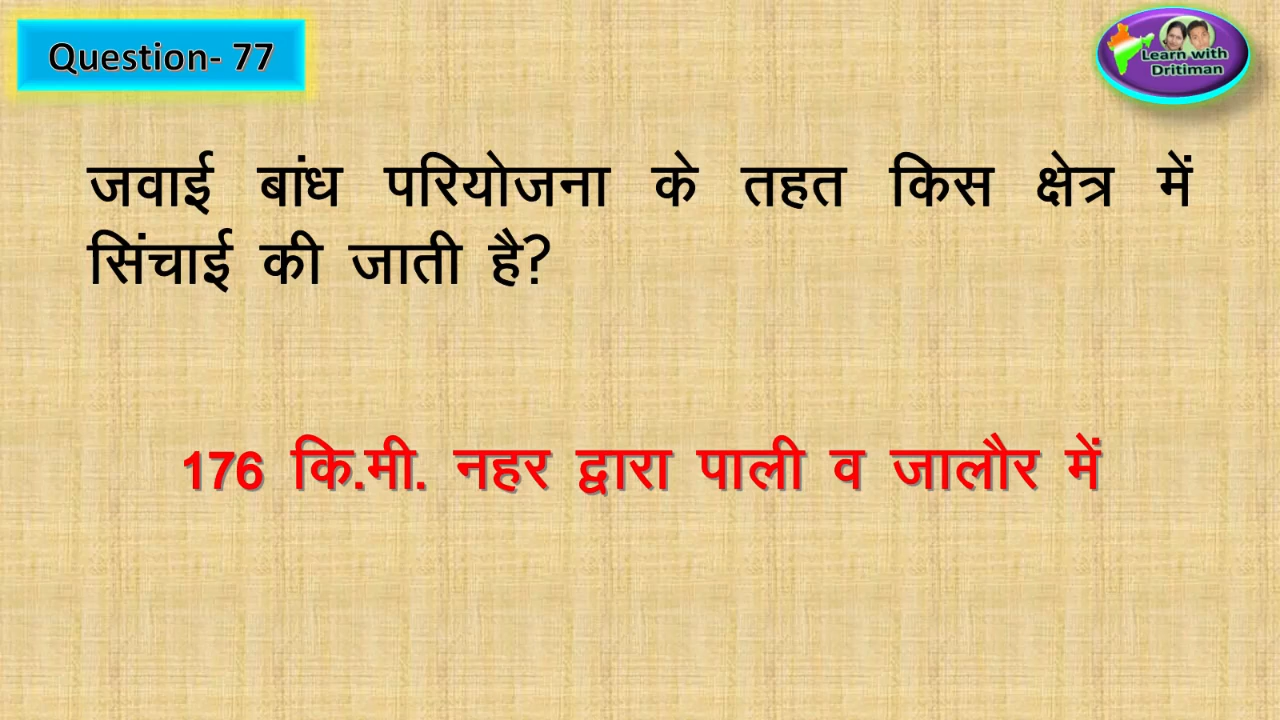 Question- 77
Learn with
Dritiman
जवाई बांध परियोजना के तहत किस क्षेत्र में
सिंचाई की जाती है?
176 कि.मी. नहर द्वारा पाली व जालौर में